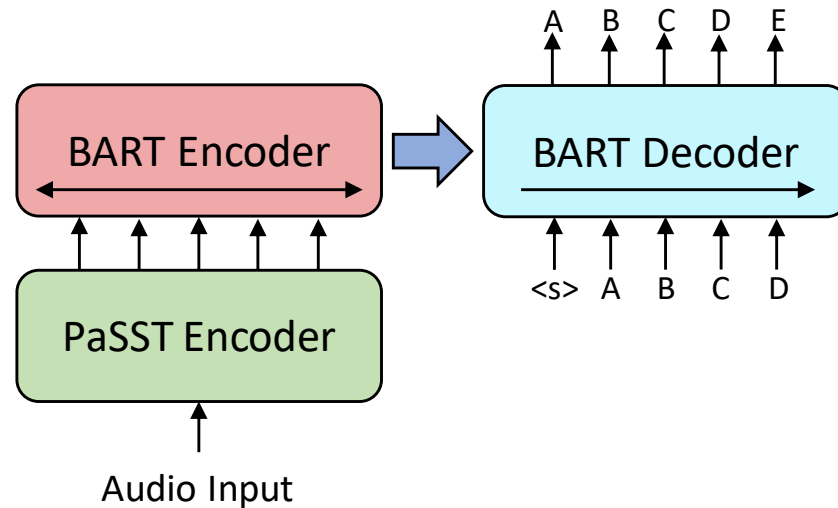 A B C D E
BART Encoder
BART Decoder
<s> A B C D
PaSST Encoder
Audio Input